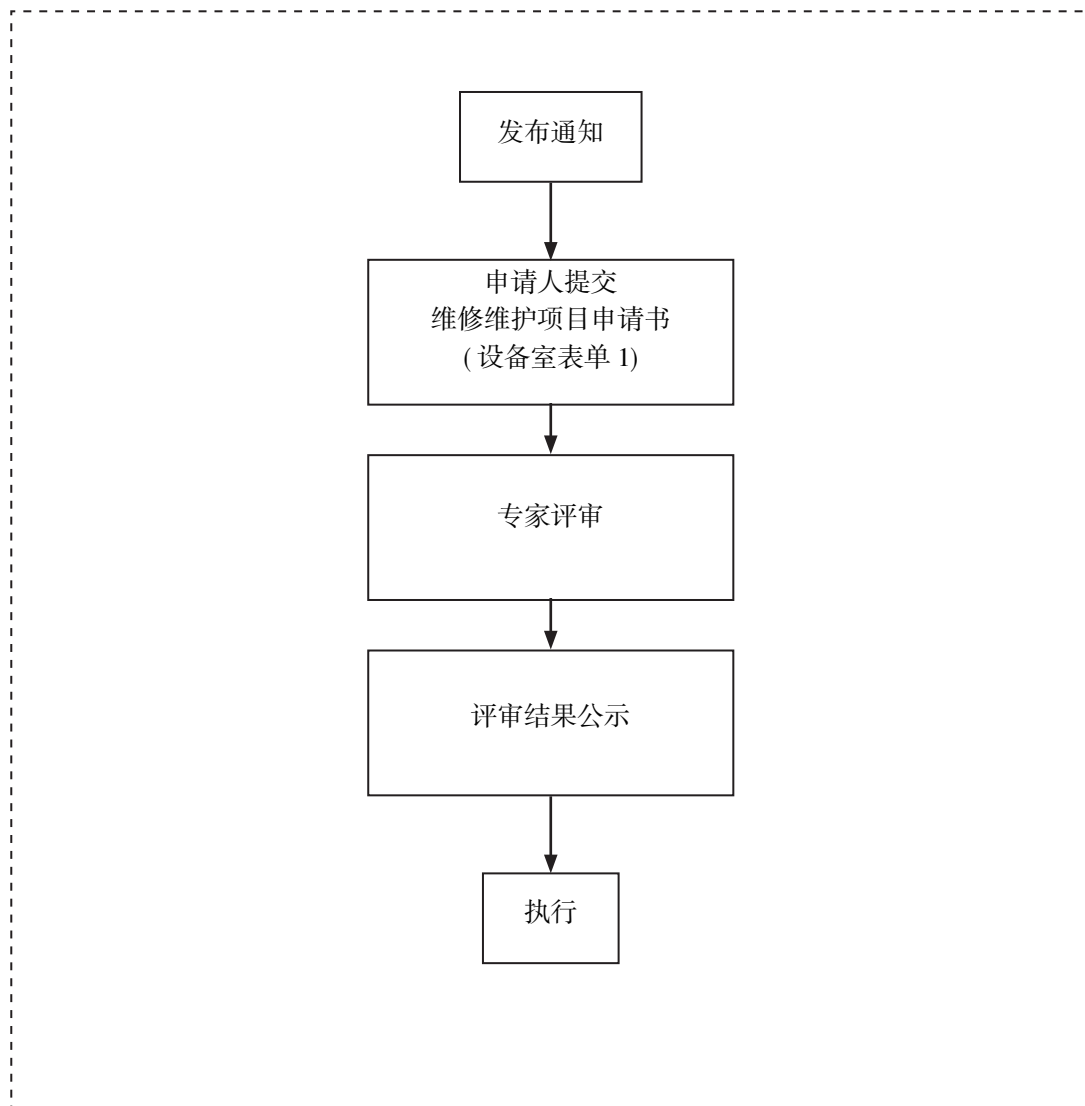 发布通知
申请人提交
维修维护项目申请书
(设备室表单 1)
专家评审
评审结果公示
执行